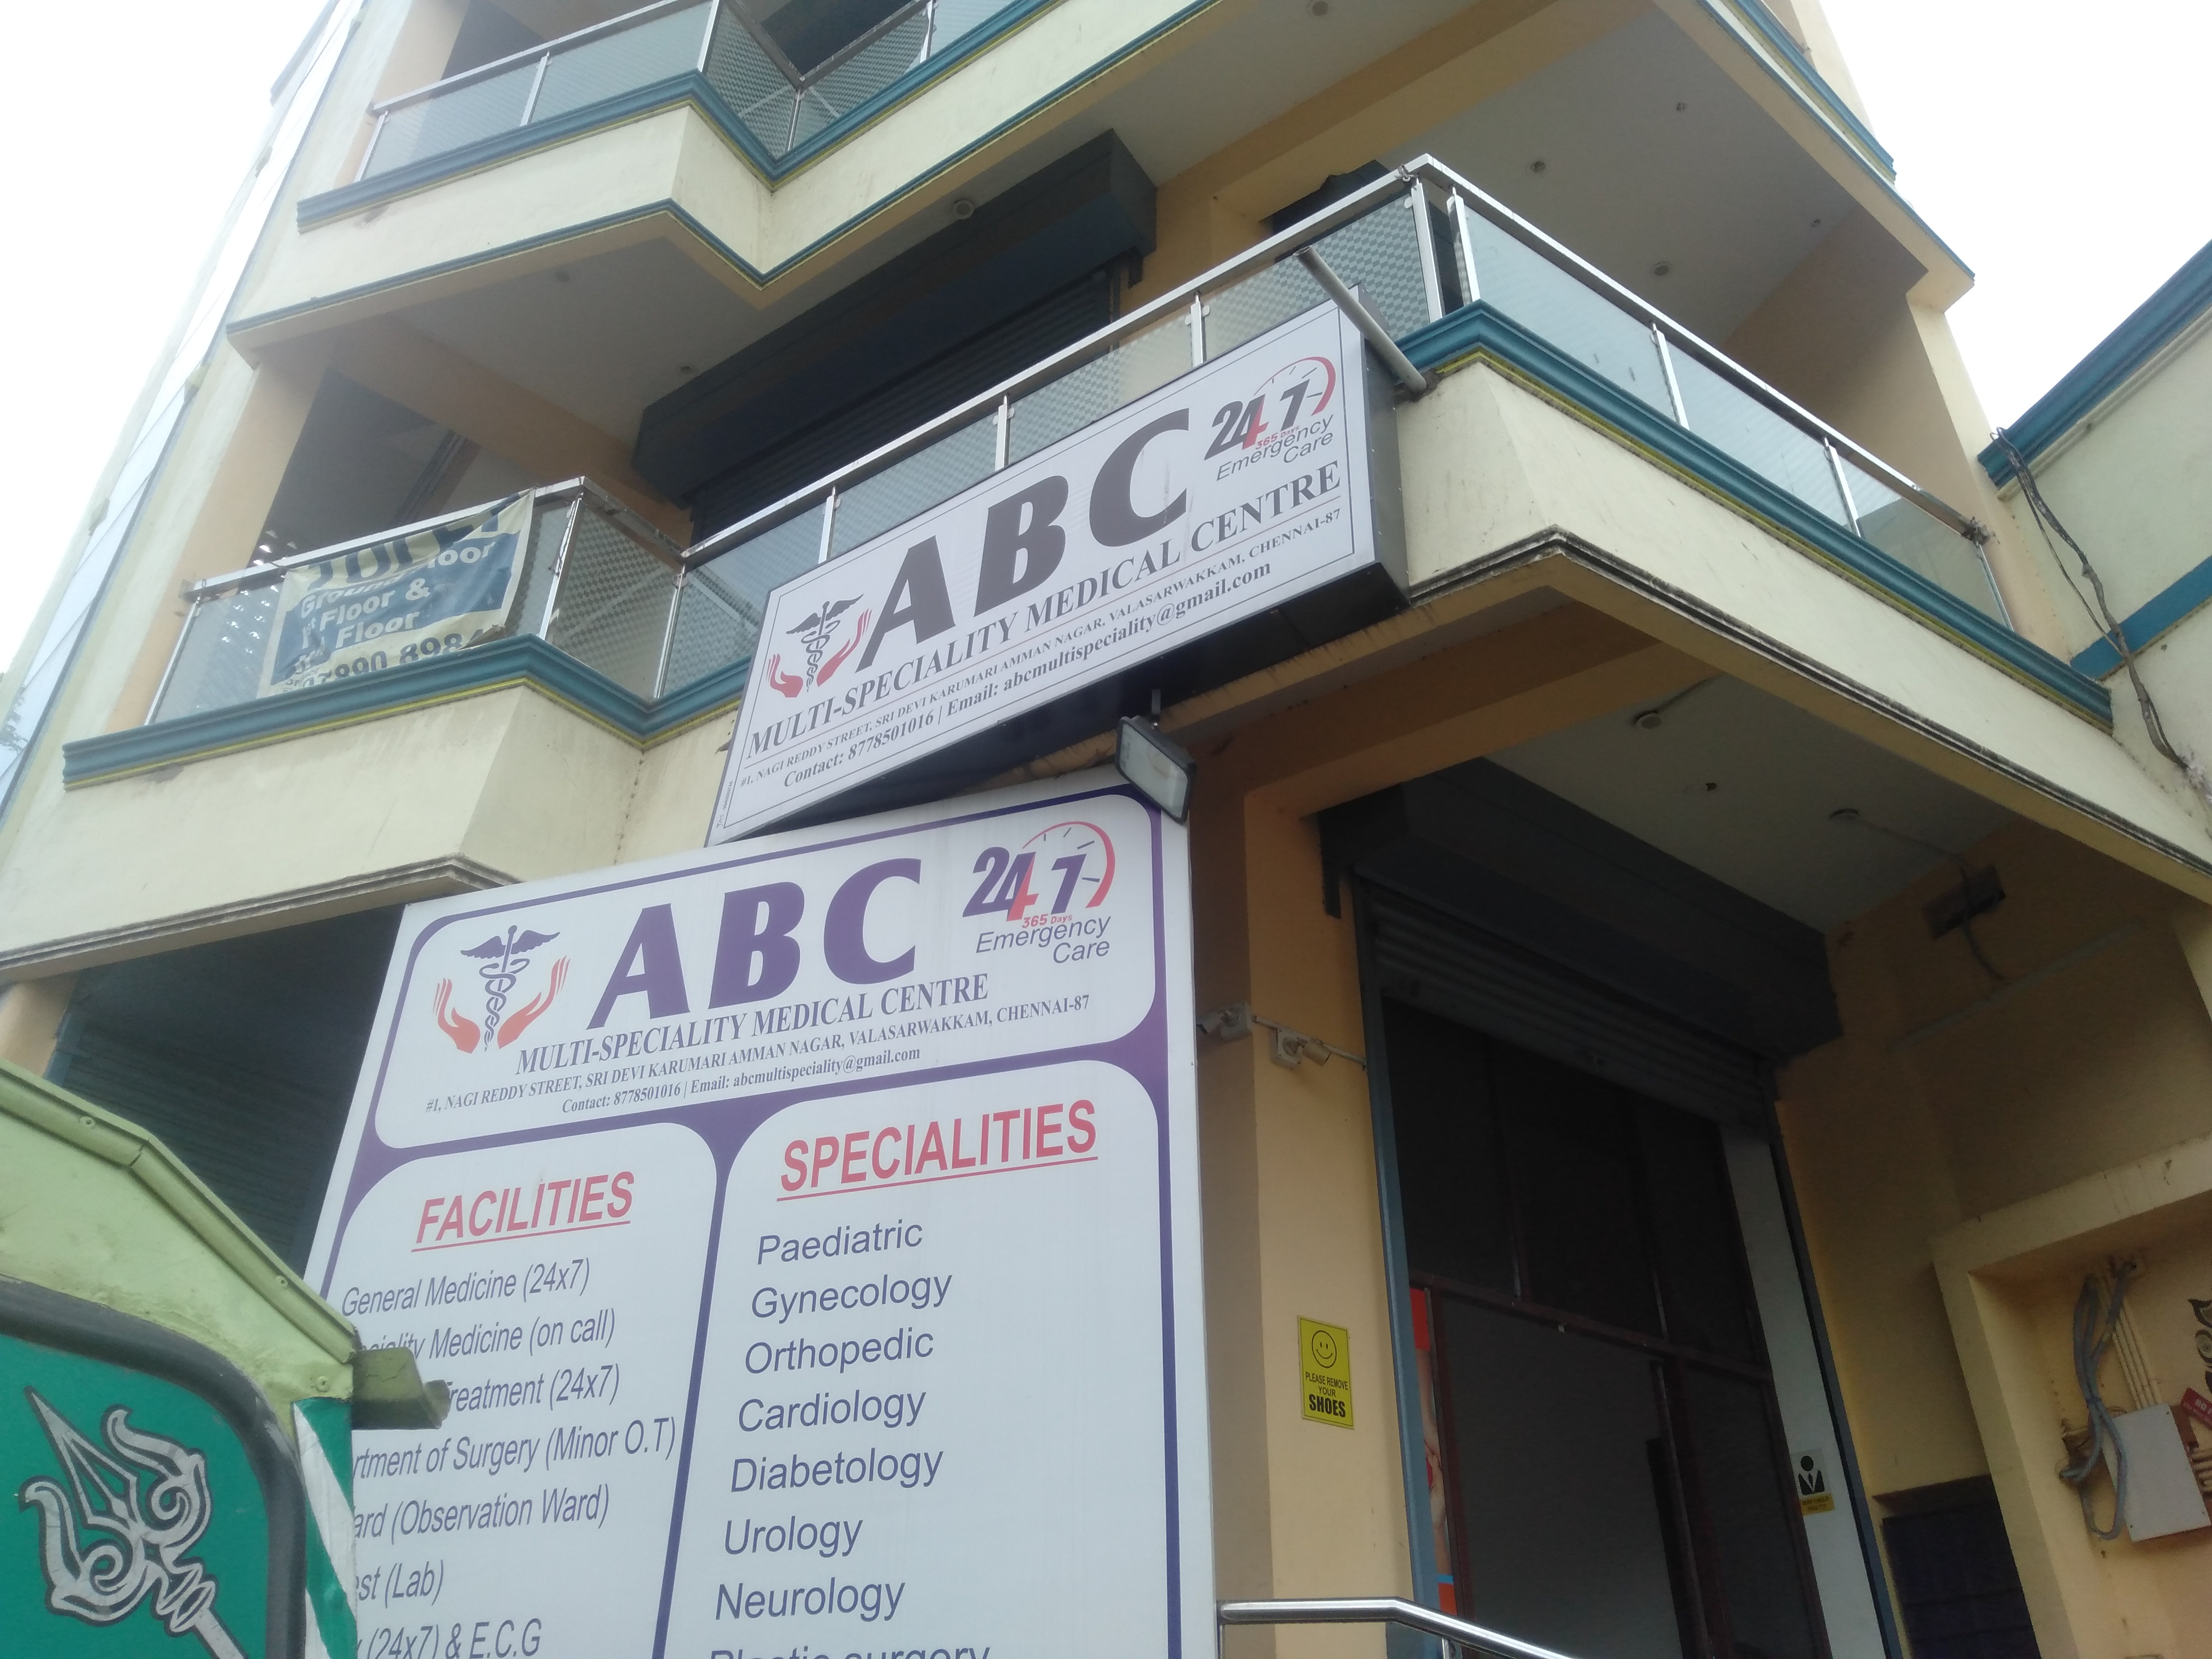 Ground Floor
1st Floor &
Floor
ABC
24 7
365 Days
Emergency
Care
MULTI-SPECIALITY MEDICAL CENTRE
#1, NAGI REDDY STREET, SRI DEVI KARUMARI AMMAN NAGAR, VALASARWAKKAM, CHENNAI-87
Contact: 8778501016 | Email: abcmultispeciality@gmail.com
ABC
24 7
365 Days
Emergency
Care
MULTI-SPECIALITY MEDICAL CENTRE
#1, NAGI REDDY STREET, SRI DEVI KARUMARI AMMAN NAGAR, VALASARWAKKAM, CHENNAI-87
Contact: 8778501016 | Email: abcmultispeciality@gmail.com
FACILITIES
General Medicine (24x7)
Medicine (on call)
Treatment (24x7)
of Surgery (Minor O.T)
(Observation Ward)
(Lab)
(24x7) & E.C.G
SPECIALITIES
Paediatric
Gynecology
Orthopedic
Cardiology
Diabetology
Urology
Neurology
Plastic surgery
PLEASE REMOVE
YOUR
SHOES